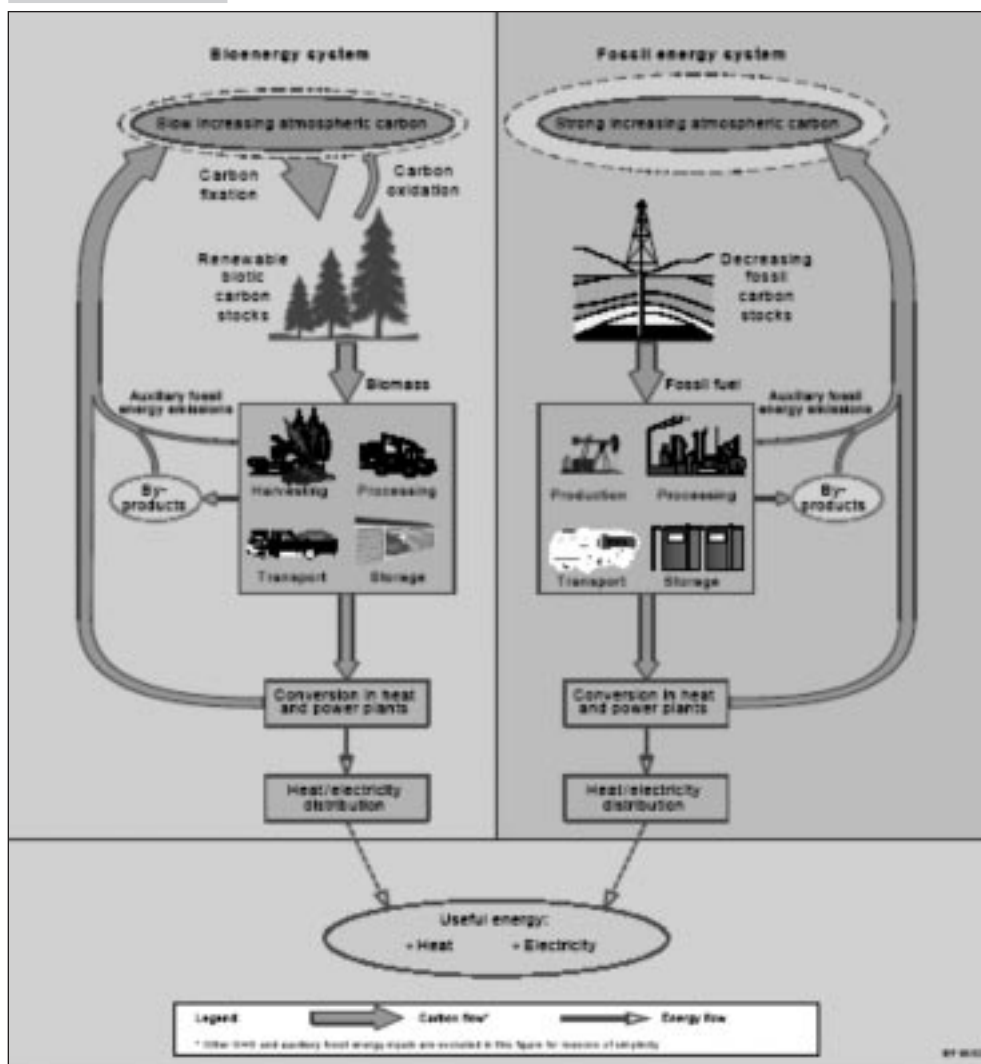 Bioenergy system
Slow increasing atmospheric carbon
Carbon
fixation
Carbon
oxidation
Renewable
biotic
carbon
stocks
Biomass
Auxiliary fossil
energy emissions
By-
products
Harvesting
Processing
Transport
Storage
Conversion in heat
and power plants
Heat/electricity
distribution
Fossil energy system
Strong increasing atmospheric carbon
Decreasing
fossil
carbon
stocks
Fossil fuel
Auxiliary fossil
energy emissions
Production
Processing
By-
products
Transport
Storage
Conversion in heat
and power plants
Heat/electricity
distribution
Useful energy:
Heat
Electricity
Legend:
Carbon flow*
Energy flow
* Other GHG and auxiliary fossil energy inputs are excluded in this figure for reasons of simplicity